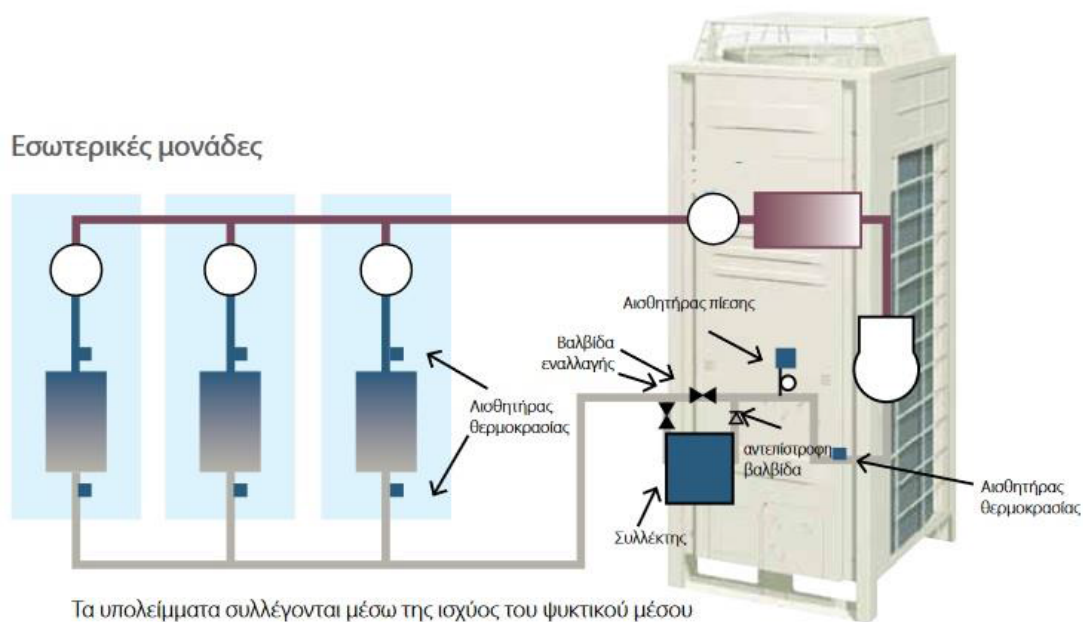 Εσωτερικές μονάδες
Αισθητήρας πίεσης
Βαλβίδα
εναλλαγής
Αισθητήρας
θερμοκρασίας
αντεπίστροφη
βαλβίδα
Αισθητήρας
θερμοκρασίας
Συλλέκτης
Τα υπολείμματα συλλέγονται μέσω της ισχύος του ψυκτικού μέσου